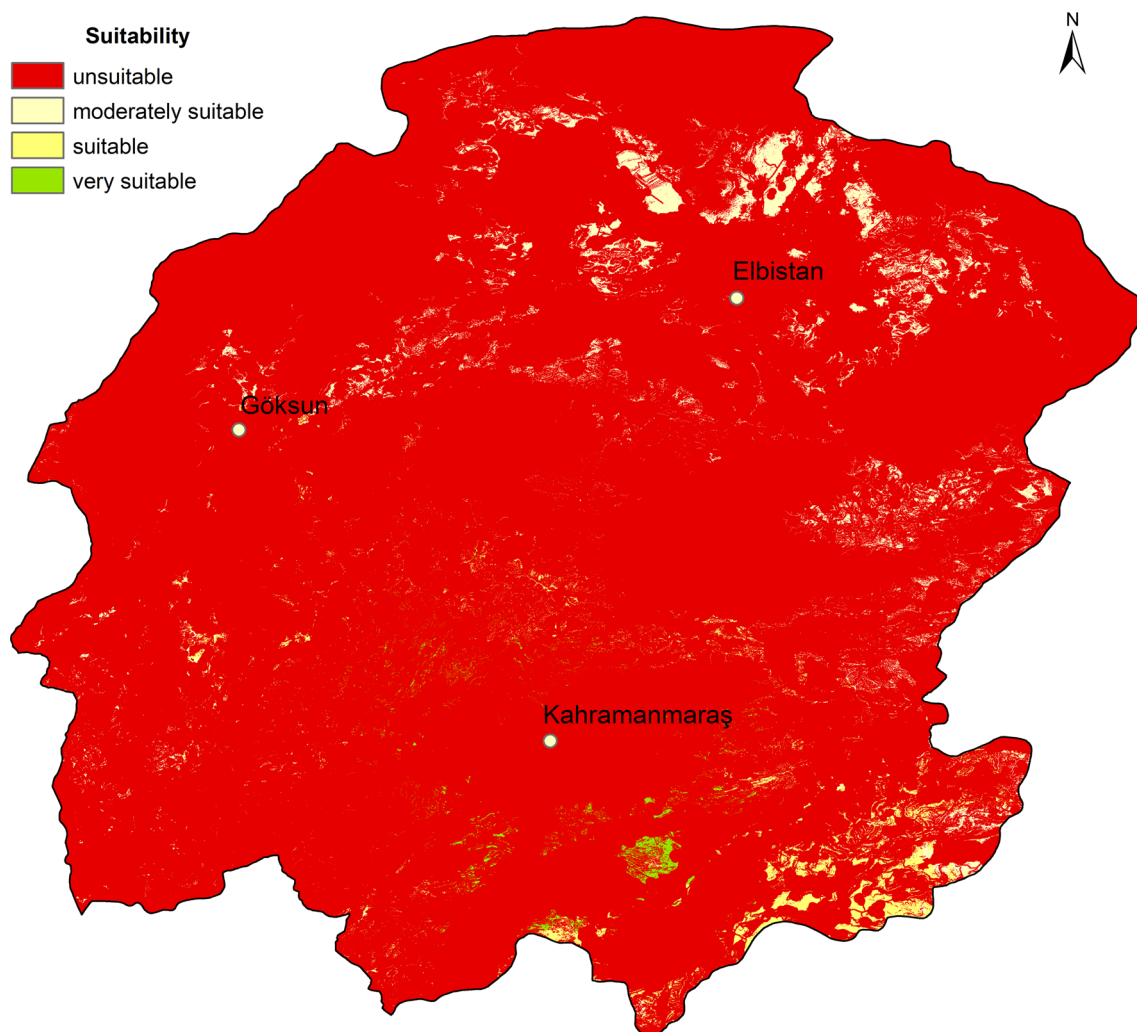 Suitability
unsuitable
moderately suitable
suitable
very suitable
N
Elbistan
Göksun
Kahramanmaraş